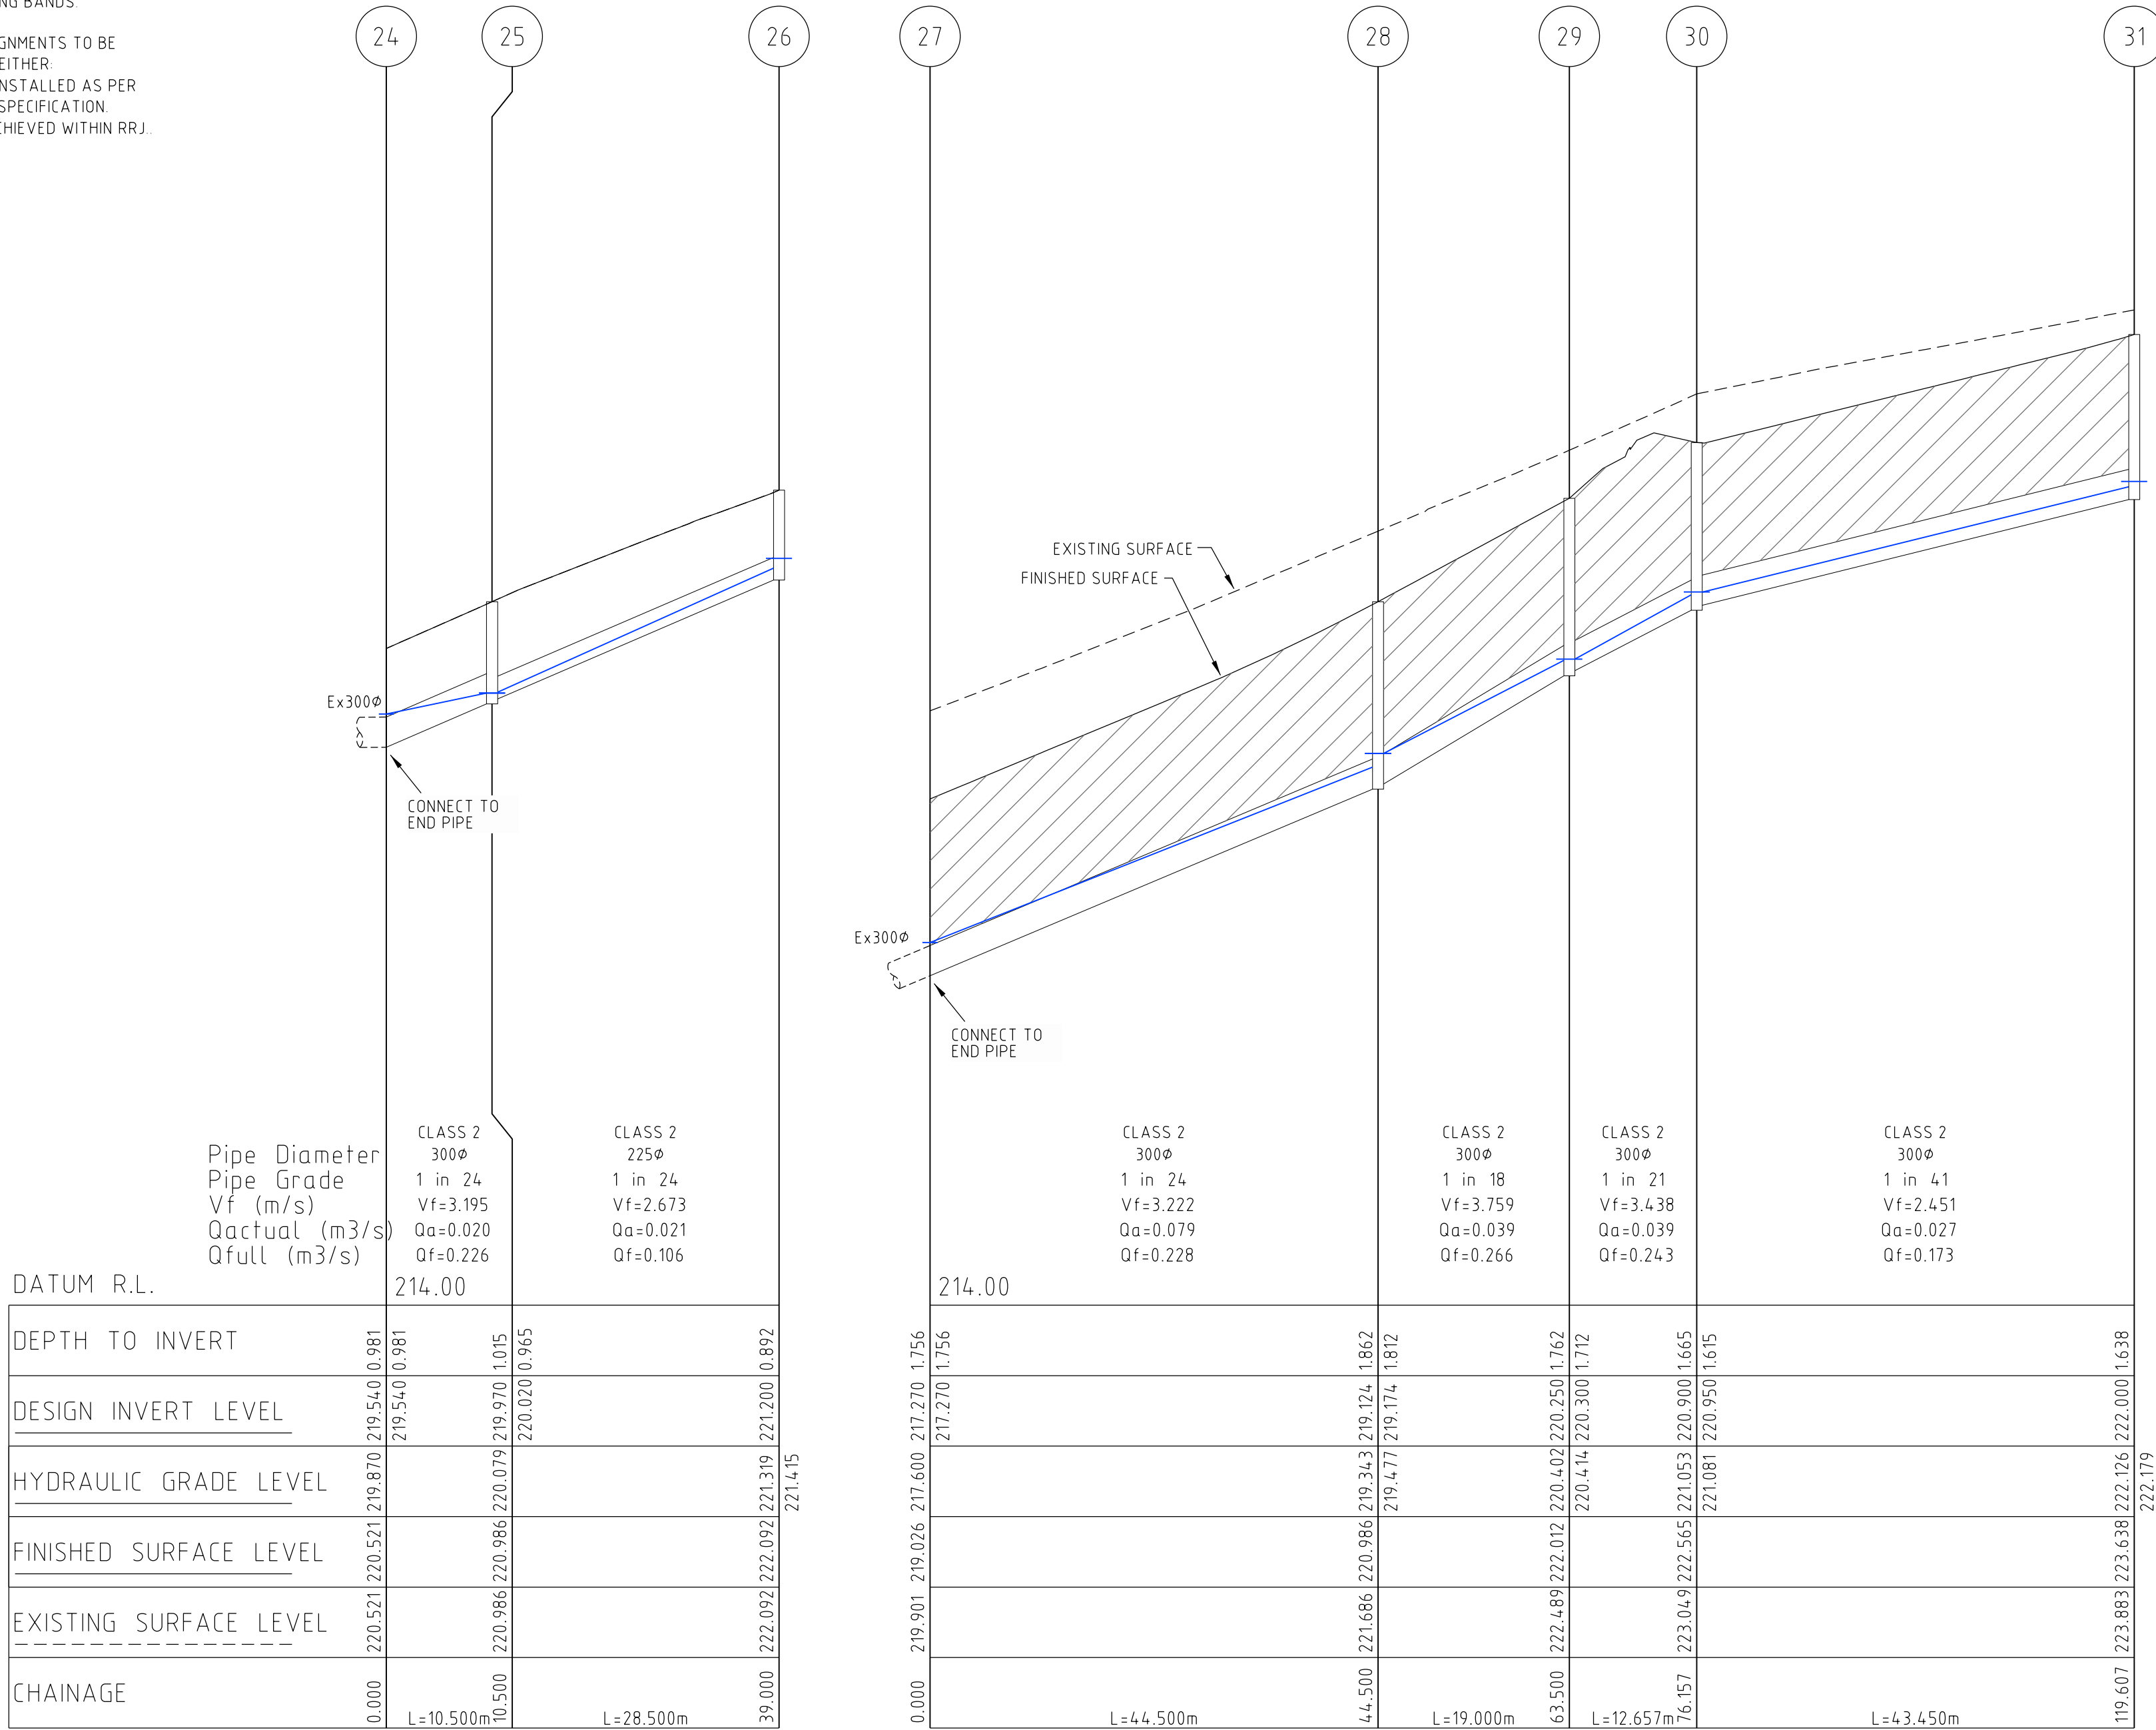 NG BANDS.
GNMENTS TO BE
EITHER:
NSTALLED AS PER
SPECIFICATION.
CHIEVED WITHIN RRJ..
24 25 26 27 28 29 30 31
EXISTING SURFACE
FINISHED SURFACE
Ex300Ø
CONNECT TO
END PIPE
Ex300Ø
CONNECT TO
END PIPE
CLASS 2 CLASS 2 CLASS 2 CLASS 2 CLASS 2 CLASS 2
Pipe Diameter 300Ø 225Ø 300Ø 300Ø 300Ø 300Ø
Pipe Grade 1 in 24 1 in 24 1 in 24 1 in 18 1 in 21 1 in 41
Vf (m/s) Vf=3.195 Vf=2.673 Vf=3.222 Vf=3.759 Vf=3.438 Vf=2.451
Qactual (m3/s) Qa=0.020 Qa=0.021 Qa=0.079 Qa=0.039 Qa=0.039 Qa=0.027
Qfull (m3/s) Qf=0.226 Qf=0.106 Qf=0.228 Qf=0.266 Qf=0.243 Qf=0.173
DATUM R.L. 214.00 214.00
DEPTH TO INVERT 0.981 0.981 1.015 0.965 0.892 1.756 1.756 1.862 1.812 1.762 1.712 1.665 1.615 1.638
DESIGN INVERT LEVEL 219.540 219.540 219.970 220.020 221.200 217.270 217.270 219.124 219.174 220.250 220.300 220.900 220.950 222.000
HYDRAULIC GRADE LEVEL 219.870 220.079 221.319 221.415 217.600 219.343 219.477 220.402 220.414 221.053 221.081 222.126 222.179
FINISHED SURFACE LEVEL 220.521 220.986 222.092 219.026 220.986 222.012 222.565 223.638
EXISTING SURFACE LEVEL 220.521 220.986 222.092 219.901 221.686 222.489 223.049 223.883
CHAINAGE 0.000 L=10.500m 10.500 L=28.500m 39.000 0.000 L=44.500m 44.500 L=19.000m 63.500 L=12.657m 76.157 L=43.450m 119.607